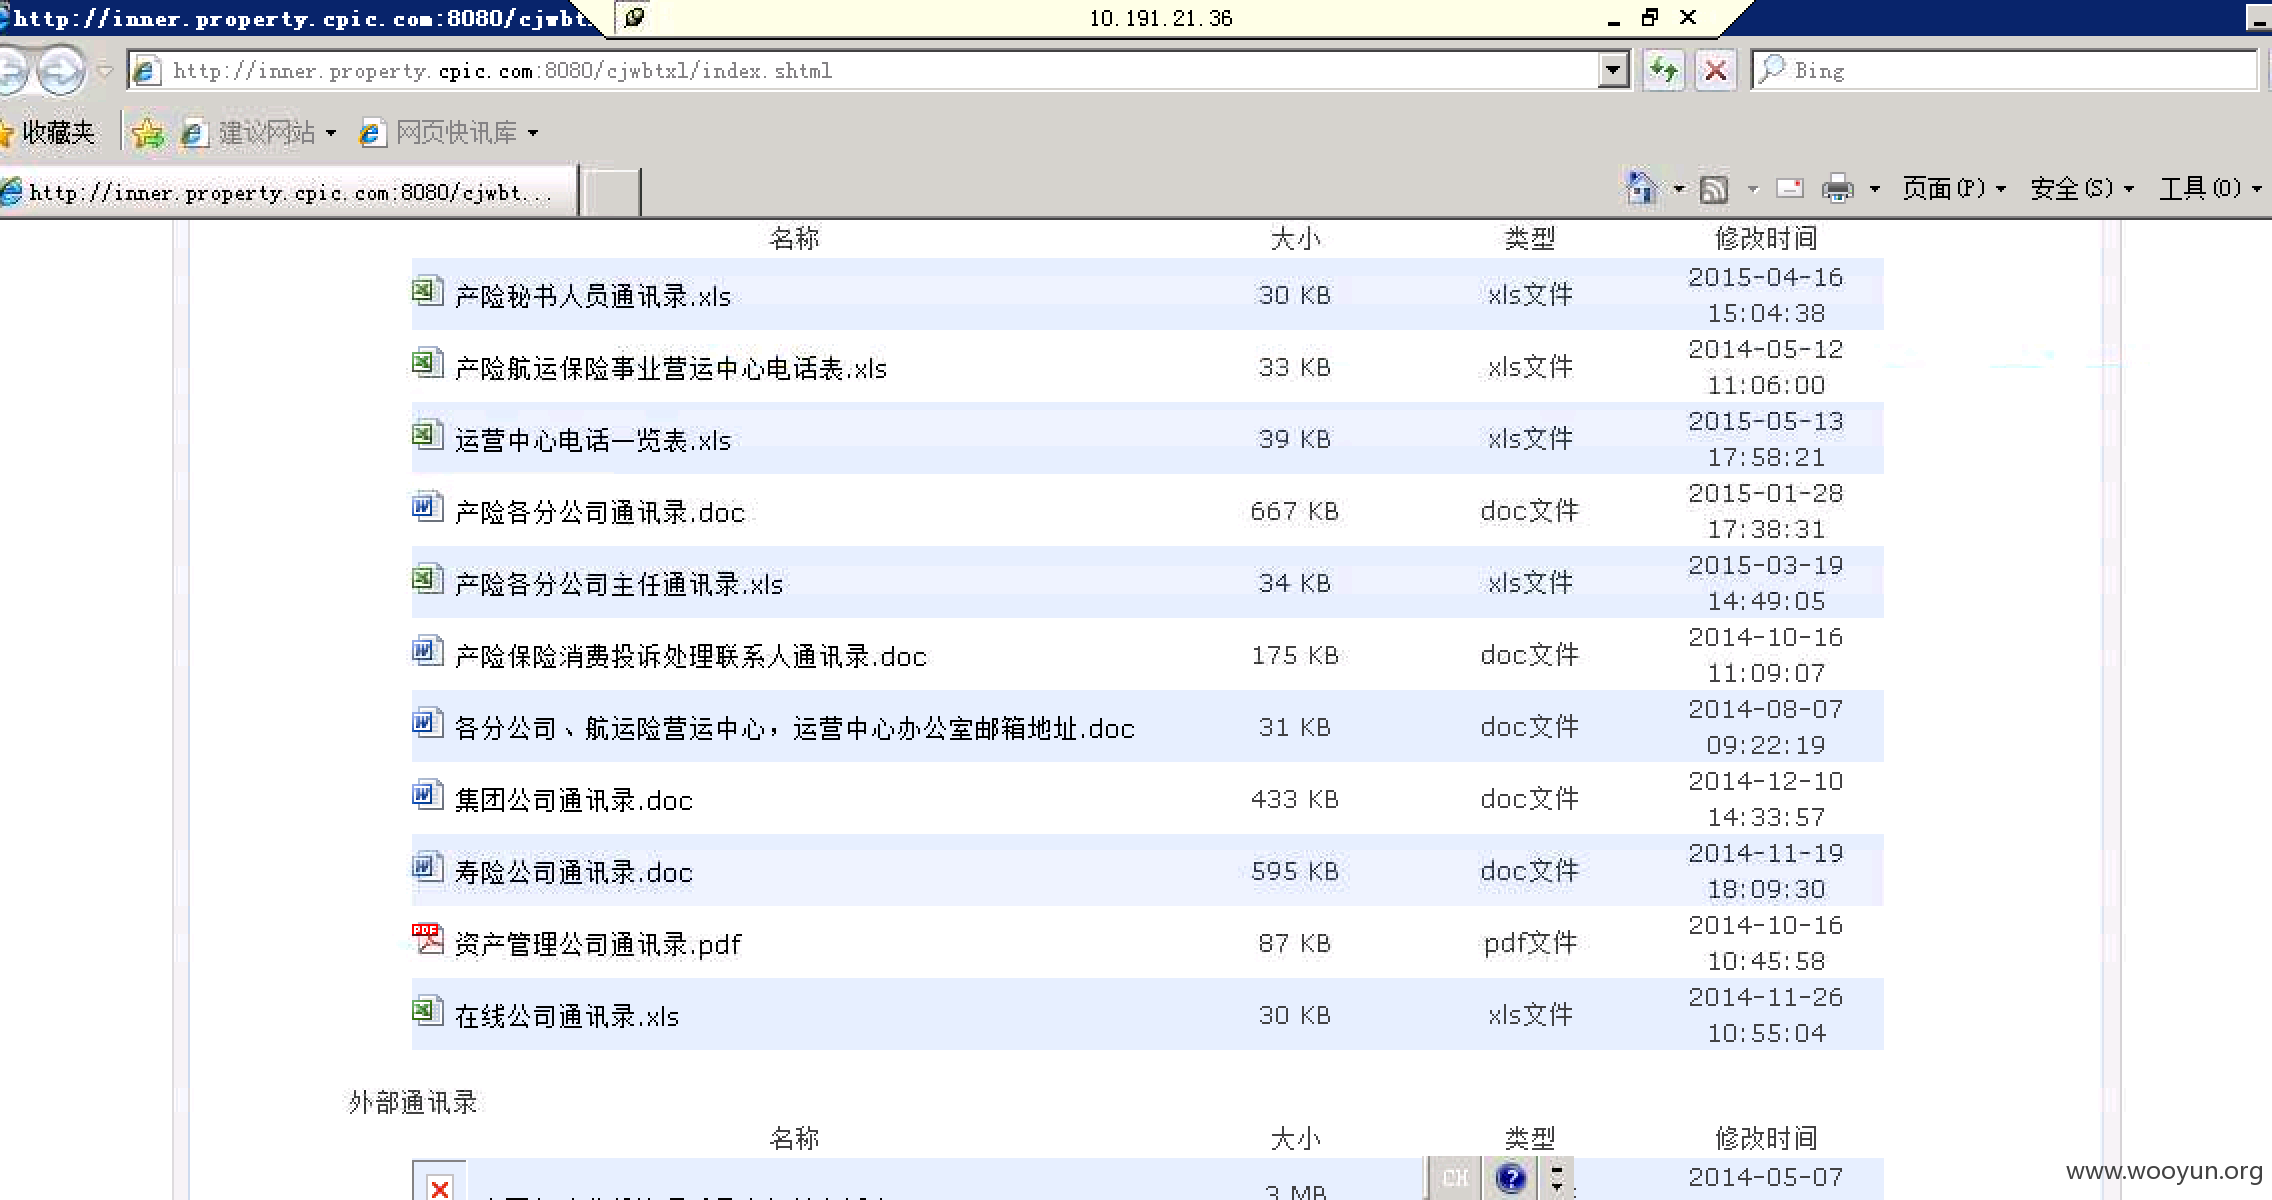 http://inner.property.cpic.com:8080/cjwbt
10.191.21.36
http://inner.property.cpic.com:8080/cjwbtxl/index.shtml
Bing
收藏夹 建议网站 网页快讯库
http://inner.property.cpic.com:8080/cjwbt...
页面(P) 安全(S) 工具(O)
名称 大小 类型 修改时间
产险秘书人员通讯录.xls 30 KB xls文件 2015-04-16 15:04:38
产险航运保险事业营运中心电话表.xls 33 KB xls文件 2014-05-12 11:06:00
运营中心电话一览表.xls 39 KB xls文件 2015-05-13 17:58:21
产险各分公司通讯录.doc 667 KB doc文件 2015-01-28 17:38:31
产险各分公司主任通讯录.xls 34 KB xls文件 2015-03-19 14:49:05
产险保险消费投诉处理联系人通讯录.doc 175 KB doc文件 2014-10-16 11:09:07
各分公司、航运险营运中心，运营中心办公室邮箱地址.doc 31 KB doc文件 2014-08-07 09:22:19
集团公司通讯录.doc 433 KB doc文件 2014-12-10 14:33:57
寿险公司通讯录.doc 595 KB doc文件 2014-11-19 18:09:30
资产管理公司通讯录.pdf 87 KB pdf文件 2014-10-16 10:45:58
在线公司通讯录.xls 30 KB xls文件 2014-11-26 10:55:04
外部通讯录
名称 大小 类型 修改时间
3 MB 2014-05-07
CH
www.wooyun.org